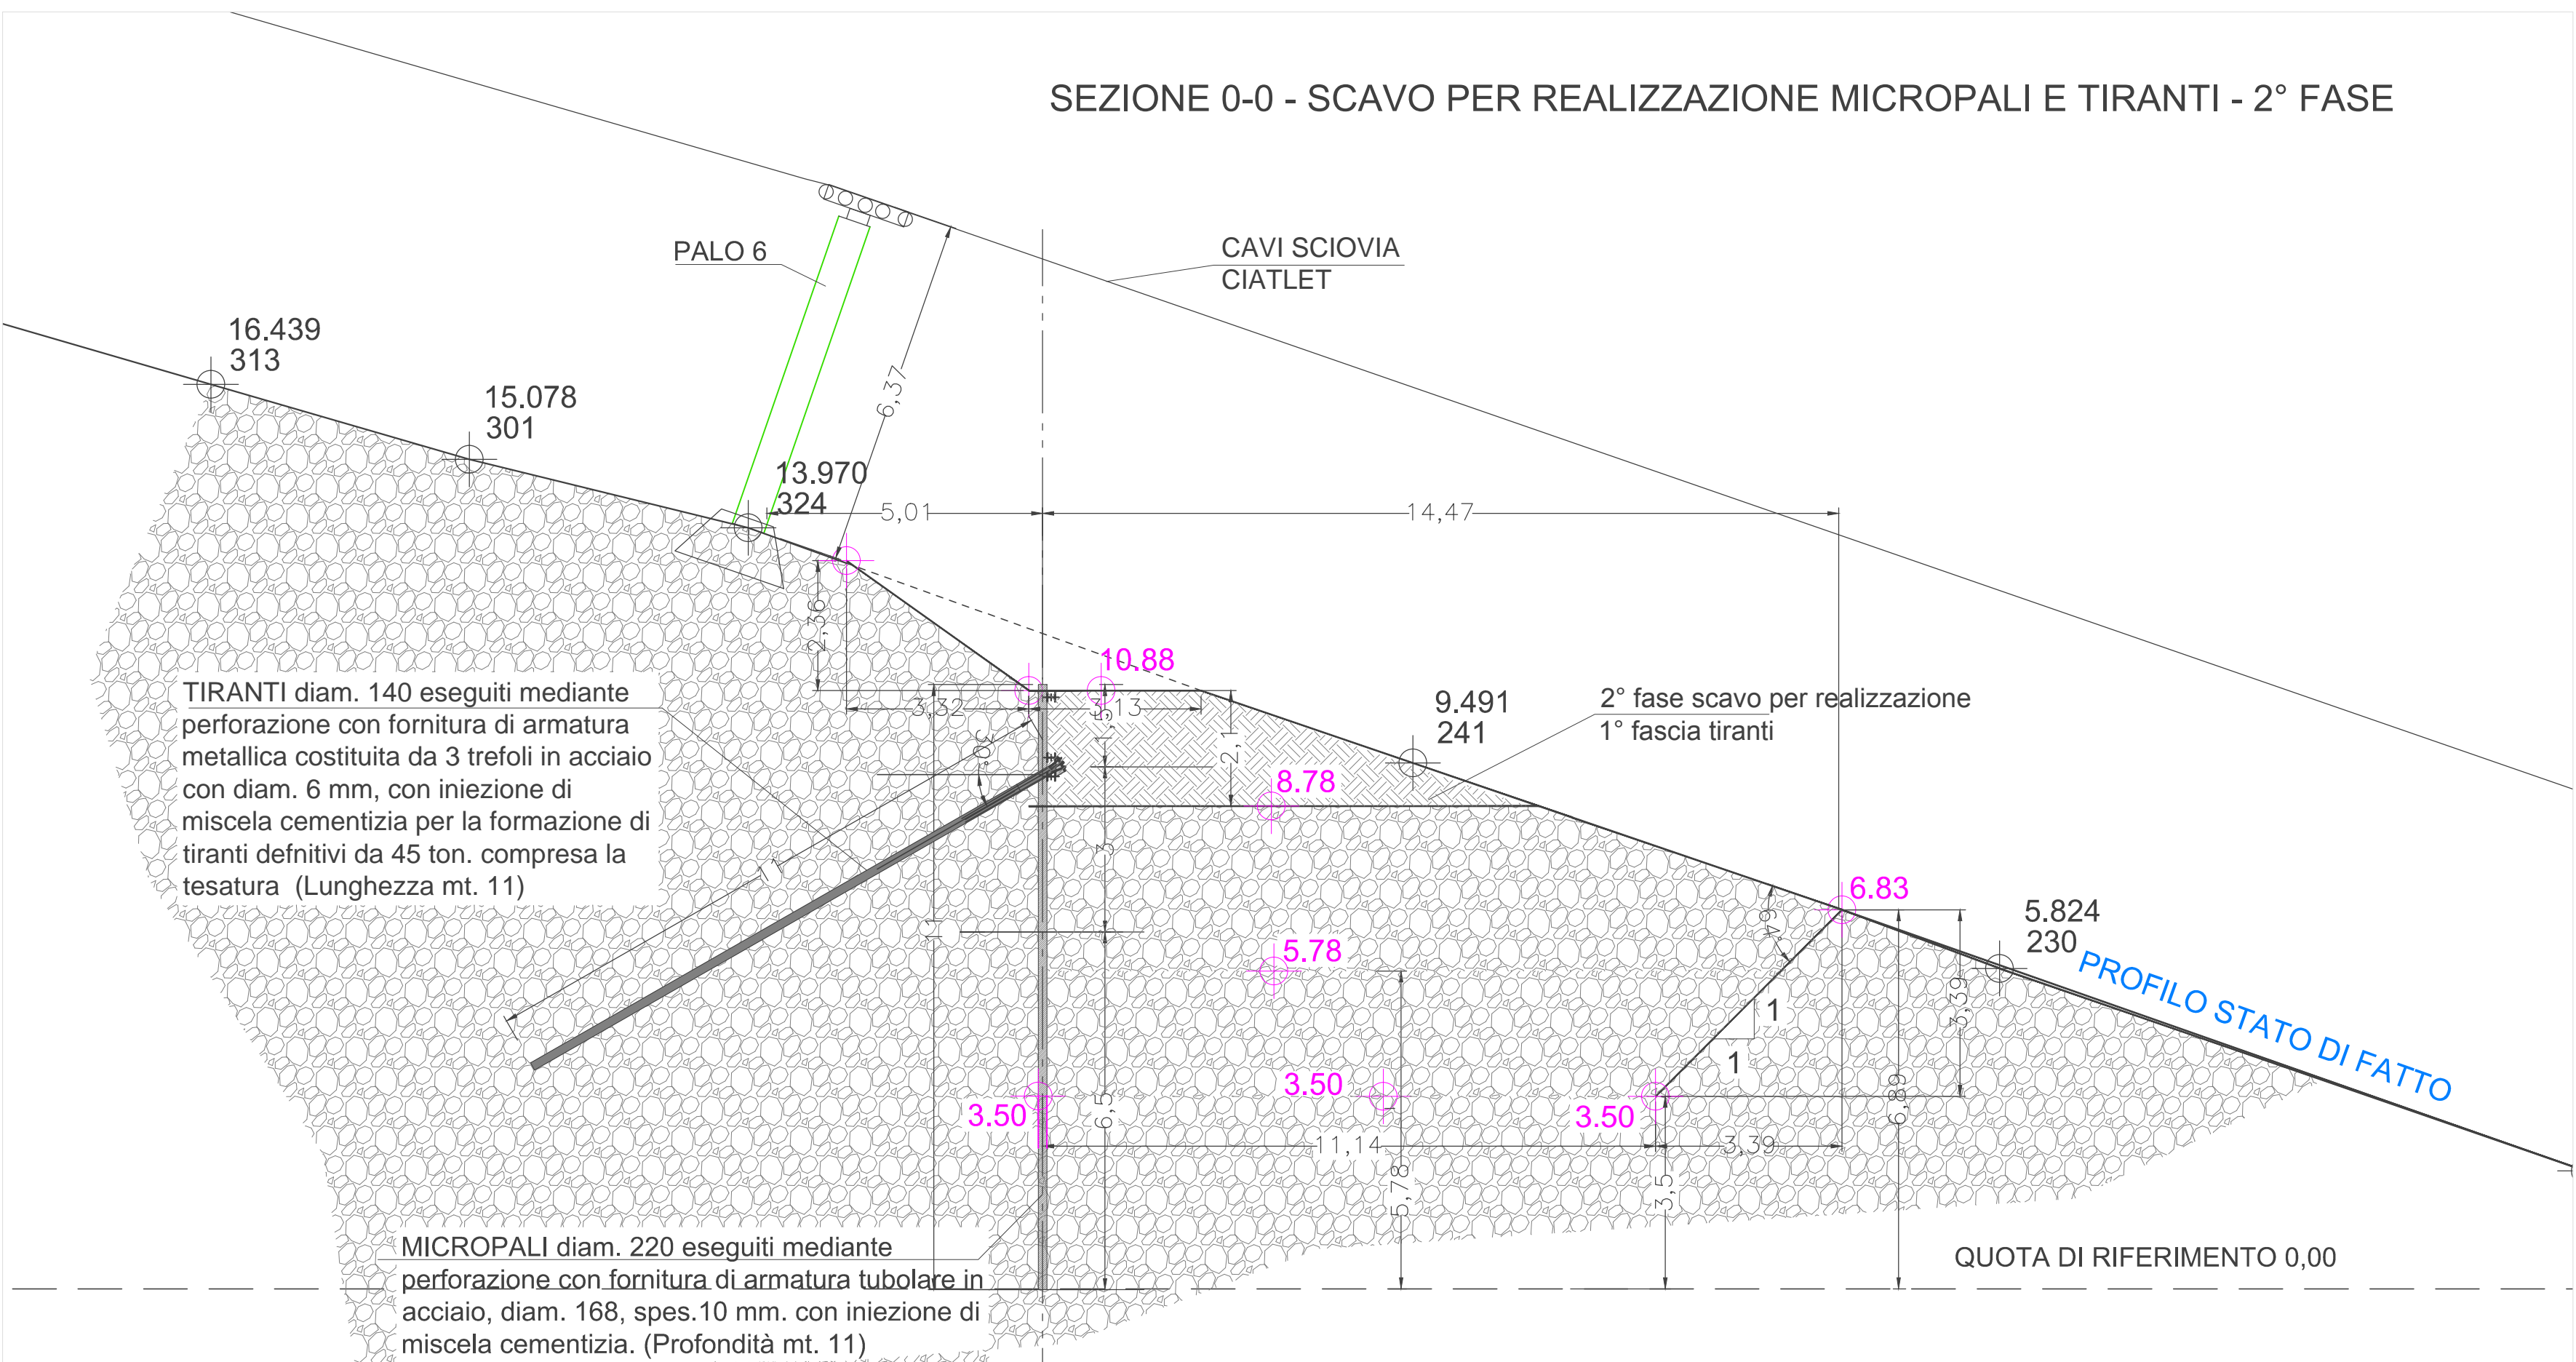 SEZIONE 0-0 - SCAVO PER REALIZZAZIONE MICROPALI E TIRANTI - 2° FASE
PALO 6
CAVI SCIOVIA
CIATLET
16.439
313
15.078
301
6,37
13.970
324
5,01
14,47
2,36
10.88
3,32
3,13
1,5
30°
2,1
9.491
241
2° fase scavo per realizzazione
1° fascia tiranti
TIRANTI diam. 140 eseguiti mediante
perforazione con fornitura di armatura
metallica costituita da 3 trefoli in acciaio
con diam. 6 mm, con iniezione di
miscela cementizia per la formazione di
tiranti defnitivi da 45 ton. compresa la
tesatura (Lunghezza mt. 11)
8.78
3
11
11
6.83
64°
5.824
230
5.78
PROFILO STATO DI FATTO
1
1
3,39
3.50
3.50
3.50
6,5
6,89
11,14
3,39
5,78
3,5
MICROPALI diam. 220 eseguiti mediante
perforazione con fornitura di armatura tubolare in
acciaio, diam. 168, spes.10 mm. con iniezione di
miscela cementizia. (Profondità mt. 11)
QUOTA DI RIFERIMENTO 0,00